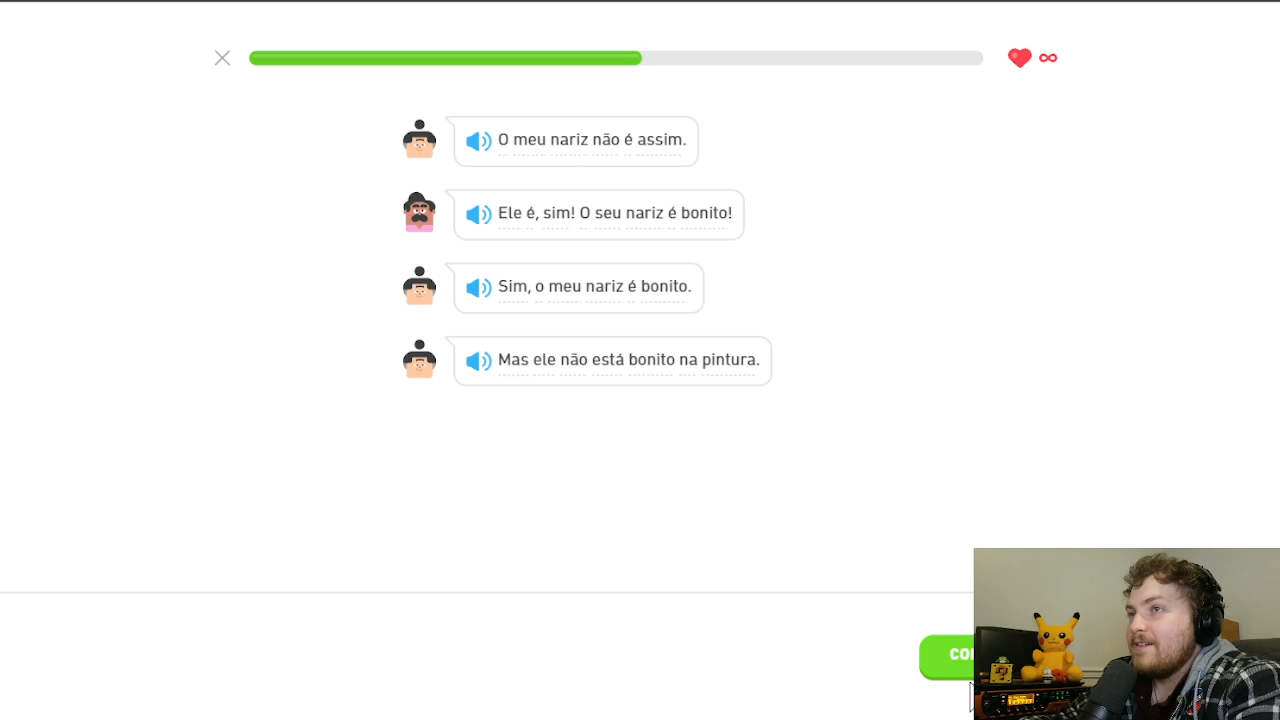 O meu nariz não é assim.
Ele é, sim! O seu nariz é bonito!
Sim, o meu nariz é bonito.
Mas ele não está bonito na pintura.